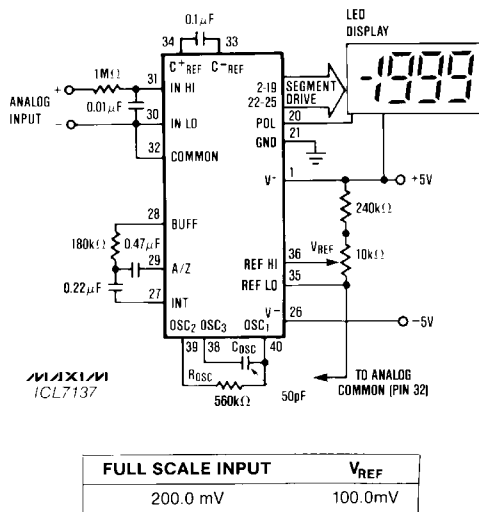 0.1μF
LED
DISPLAY
34 33
C+REF C-REF
-1999
1MΩ
31 IN HI
2-19 SEGMENT
22-25 DRIVE
ANALOG
INPUT
+
0.01μF
30
IN LO
20
POL
-
21
GND
32
COMMON
1
V-
+5V
240kΩ
28
BUFF
180kΩ
0.47μF
36
REF HI
VREF
10kΩ
29
A/Z
35
REF LO
0.22μF
27
INT
V-
26
-5V
OSC2 OSC3 OSC1
39 38 COSC 40
ROSC
560kΩ
50pF
TO ANALOG
COMMON (PIN 32)
MAXIM
ICL7137
FULL SCALE INPUT VREF
200.0 mV 100.0mV